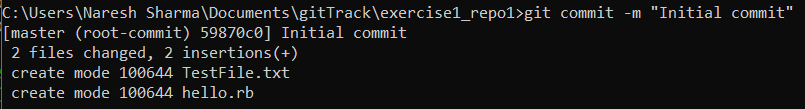 C:\Users\Naresh Sharma\Documents\gitTrack\exercise1_repo1>git commit -m "Initial commit"
[master (root-commit) 59870c0] Initial commit
 2 files changed, 2 insertions(+)
 create mode 100644 TestFile.txt
 create mode 100644 hello.rb